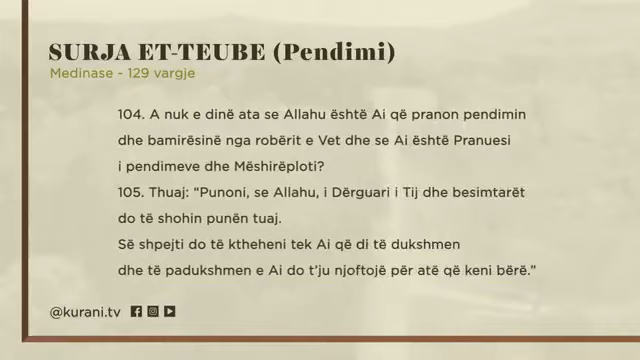 SURJA ET-TEUBE (Pendimi)
Medinase - 129 vargje
104. A nuk e dinë ata se Allahu është Ai që pranon pendimin
dhe bamirësinë nga robërit e Vet dhe se Ai është Pranuesi
i pendimeve dhe Mëshirëploti?
105. Thuaj: “Punoni, se Allahu, i Dërguari i Tij dhe besimtarët
do të shohin punën tuaj.
Së shpejti do të ktheheni tek Ai që di të dukshmen
dhe të padukshmen e Ai do t’ju njoftojë për atë që keni bërë.”
@kurani.tv